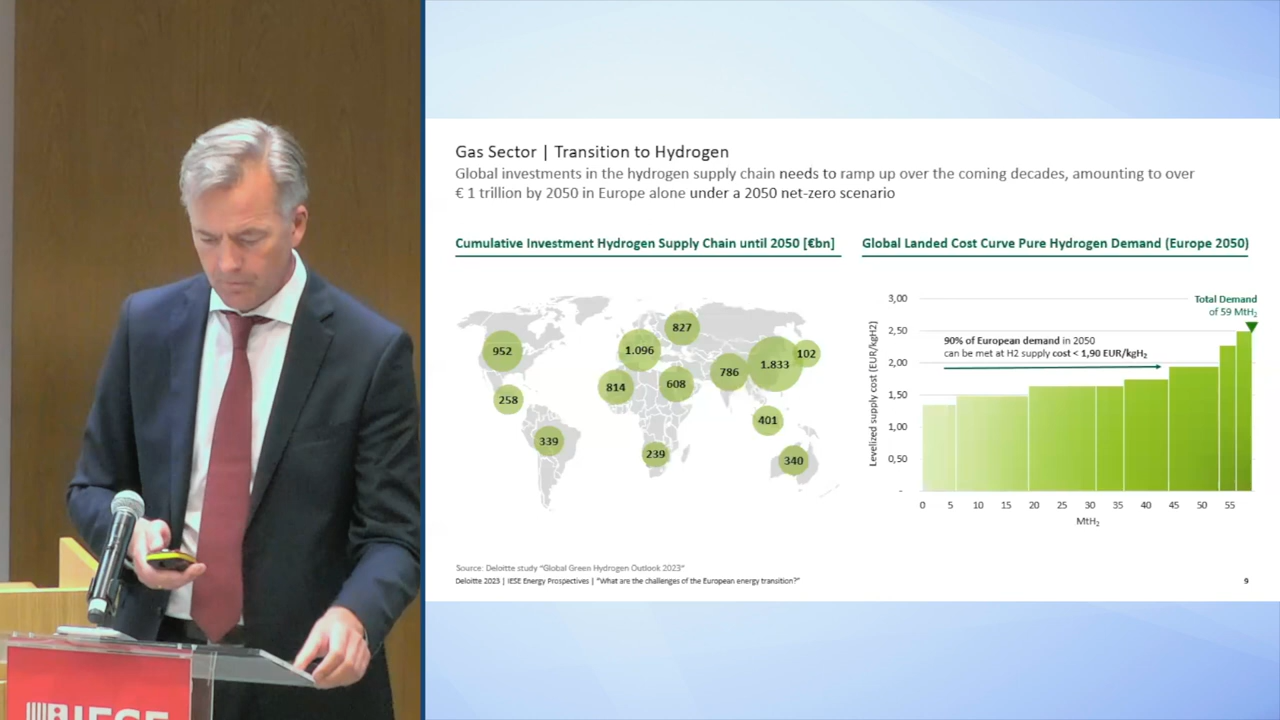 Gas Sector | Transition to Hydrogen
Global investments in the hydrogen supply chain needs to ramp up over the coming decades, amounting to over
€ 1 trillion by 2050 in Europe alone under a 2050 net-zero scenario
Cumulative Investment Hydrogen Supply Chain until 2050 [€bn]
952
258
339
827
1.096
814
608
239
786
1.833
102
401
340
Global Landed Cost Curve Pure Hydrogen Demand (Europe 2050)
Levelized supply cost (EUR/kgH2)
3,00
2,50
2,00
1,50
1,00
0,50
-
Total Demand
of 59 MtH₂
90% of European demand in 2050
can be met at H2 supply cost < 1,90 EUR/kgH₂
0 5 10 15 20 25 30 35 40 45 50 55
MtH₂
Source: Deloitte study "Global Green Hydrogen Outlook 2023"
Deloitte 2023 | IESE Energy Prospectives | "What are the challenges of the European energy transition?"
9
IESE